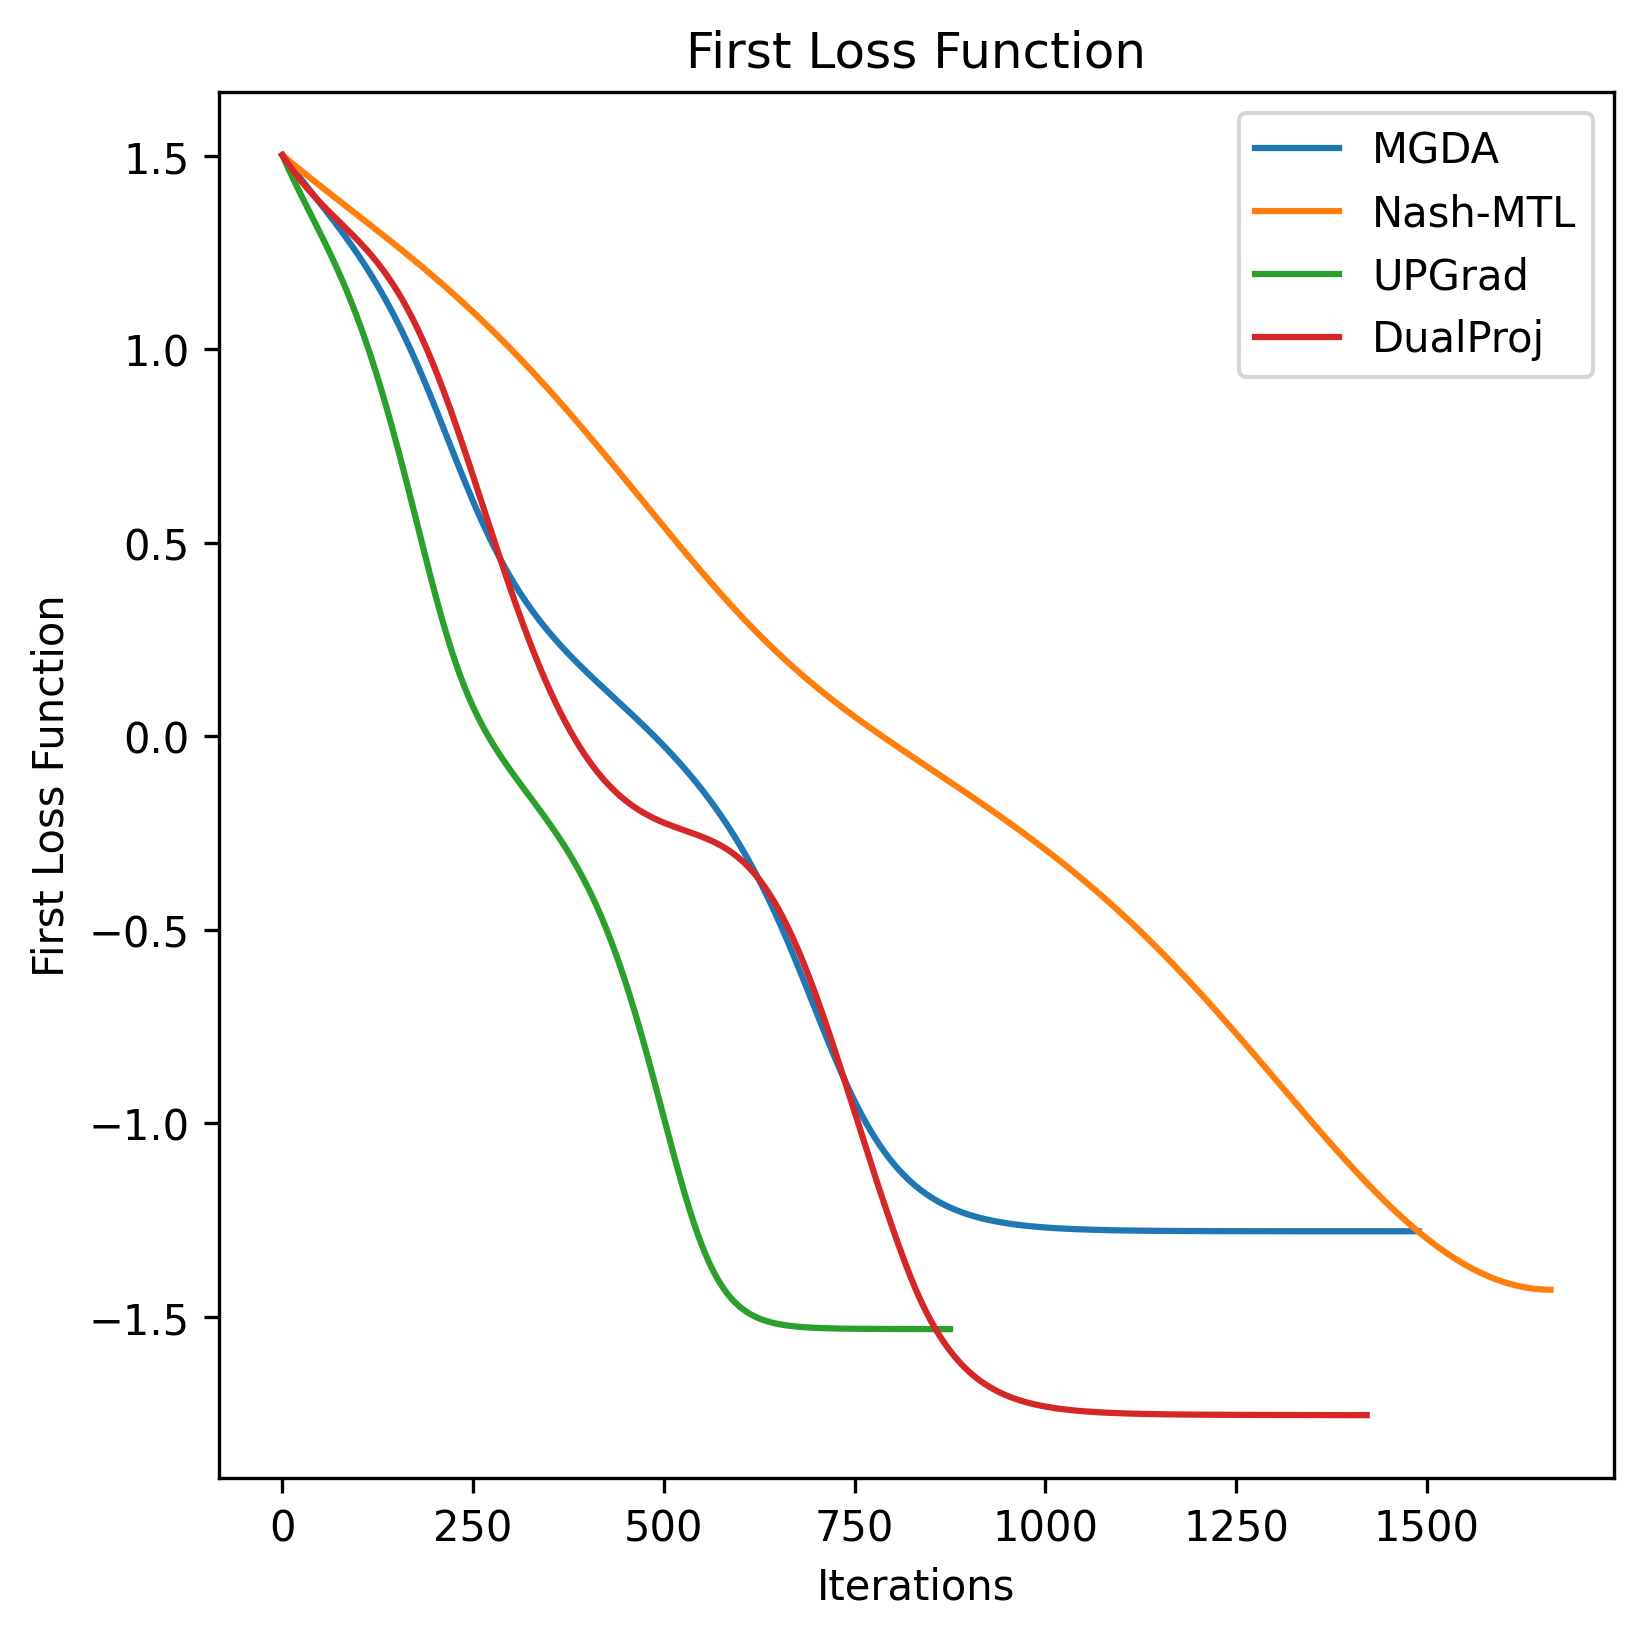 First Loss Function
MGDA
Nash-MTL
UPGrad
DualProj
First Loss Function
1.5
1.0
0.5
0.0
−0.5
−1.0
−1.5
0 250 500 750 1000 1250 1500
Iterations